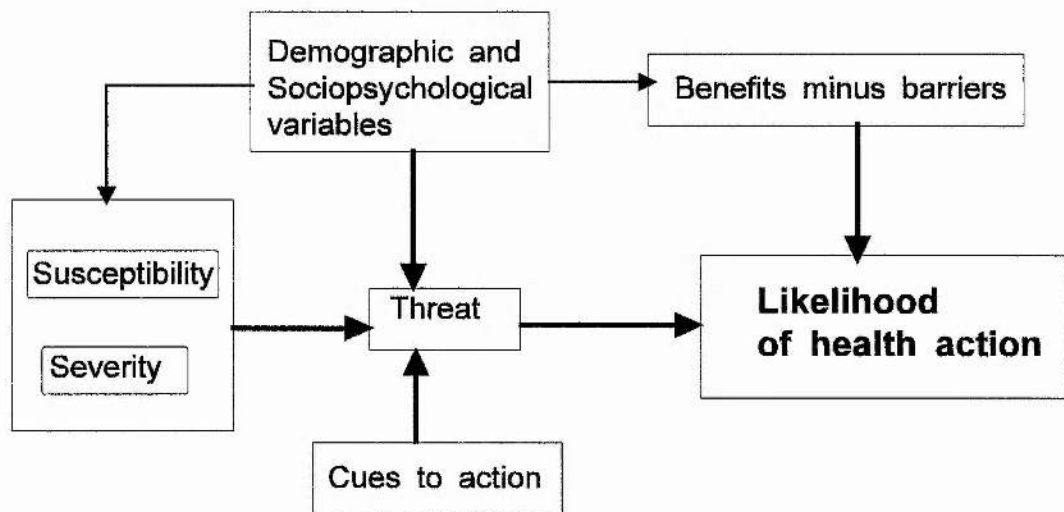 Demographic and
Sociopsychological
variables
Benefits minus barriers
Susceptibility
Severity
Threat
Likelihood
of health action
Cues to action